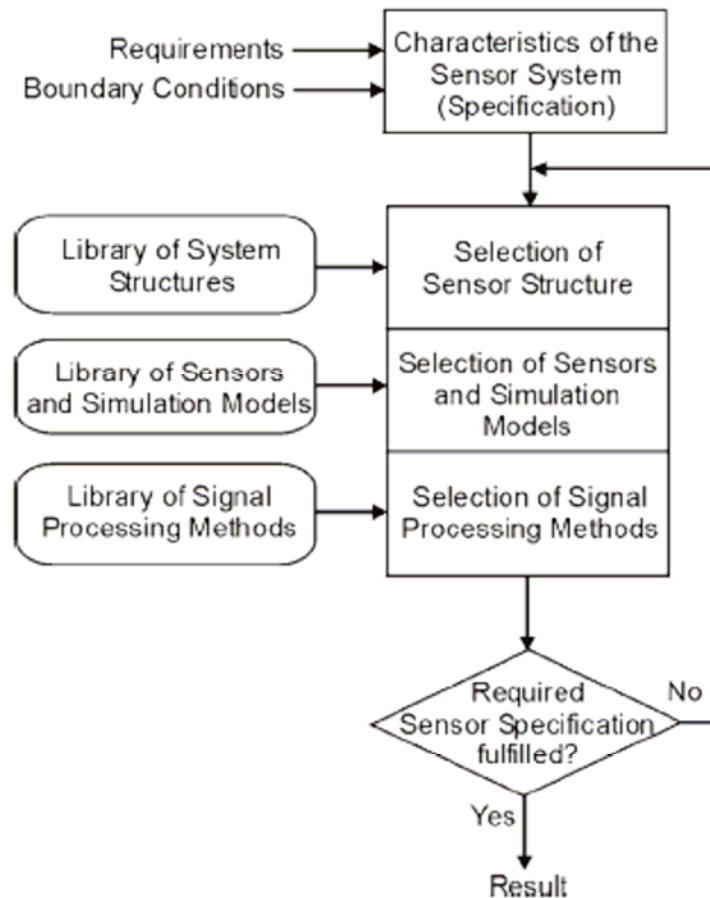 Requirements
Boundary Conditions
Characteristics of the
Sensor System
(Specification)
Library of System
Structures
Selection of
Sensor Structure
Library of Sensors
and Simulation Models
Selection of Sensors
and Simulation
Models
Library of Signal
Processing Methods
Selection of Signal
Processing Methods
Required
Sensor Specification
fulfilled?
No
Yes
Result